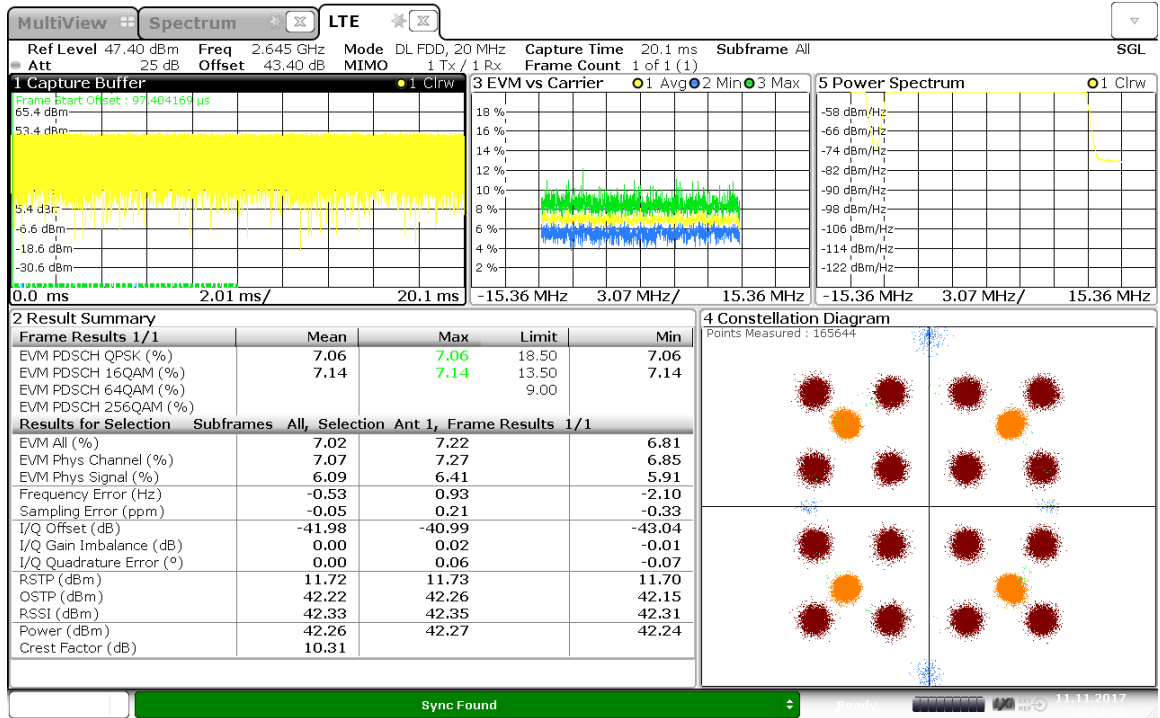 MultiView Spectrum LTE
Ref Level 47.40 dBm Freq 2.645 GHz Mode DL FDD, 20 MHz Capture Time 20.1 ms Subframe All SGL
Att 25 dB Offset 43.40 dB MIMO 1 Tx / 1 Rx Frame Count 1 of 1 (1)
1 Capture Buffer 1 Clrw
Frame Start Offset : 97.404169 µs
65.4 dBm
53.4 dBm
5.4 dBm
-6.6 dBm
-18.6 dBm
-30.6 dBm
0.0 ms 2.01 ms/ 20.1 ms
3 EVM vs Carrier 1 Avg 2 Min 3 Max
18 %
16 %
14 %
12 %
10 %
8 %
6 %
4 %
2 %
-15.36 MHz 3.07 MHz/ 15.36 MHz
5 Power Spectrum 1 Clrw
-58 dBm/Hz
-66 dBm/Hz
-74 dBm/Hz
-82 dBm/Hz
-90 dBm/Hz
-98 dBm/Hz
-106 dBm/Hz
-114 dBm/Hz
-122 dBm/Hz
-15.36 MHz 3.07 MHz/ 15.36 MHz
2 Result Summary
Frame Results 1/1 Mean Max Limit Min
EVM PDSCH QPSK (%) 7.06 7.06 18.50 7.06
EVM PDSCH 16QAM (%) 7.14 7.14 13.50 7.14
EVM PDSCH 64QAM (%) 9.00
EVM PDSCH 256QAM (%)
Results for Selection Subframes All, Selection Ant 1, Frame Results 1/1
EVM All (%) 7.02 7.22 6.81
EVM Phys Channel (%) 7.07 7.27 6.85
EVM Phys Signal (%) 6.09 6.41 5.91
Frequency Error (Hz) -0.53 0.93 -2.10
Sampling Error (ppm) -0.05 0.21 -0.33
I/Q Offset (dB) -41.98 -40.99 -43.04
I/Q Gain Imbalance (dB) 0.00 0.02 -0.01
I/Q Quadrature Error (°) 0.00 0.06 -0.07
RSTP (dBm) 11.72 11.73 11.70
OSTP (dBm) 42.22 42.26 42.15
RSSI (dBm) 42.33 42.35 42.31
Power (dBm) 42.26 42.27 42.24
Crest Factor (dB) 10.31
4 Constellation Diagram
Points Measured : 165644
Sync Found
Ready
11.11.2017